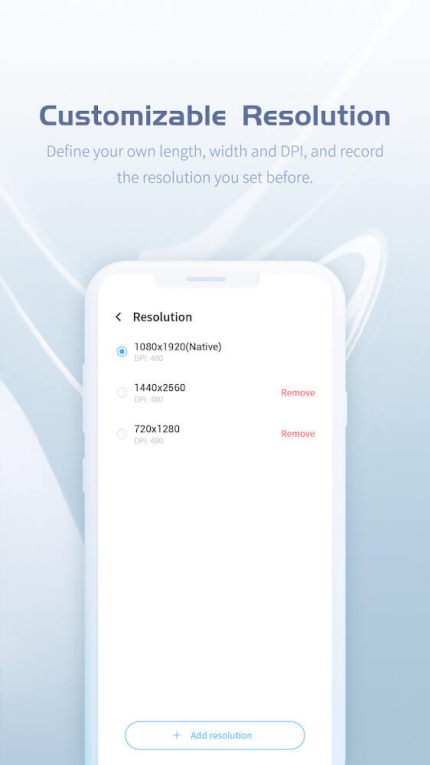 Customizable Resolution
Define your own length, width and DPI, and record
the resolution you set before.
Resolution
1080x1920(Native)
DPI: 480
1440x2560
DPI: 480
Remove
720x1280
DPI: 480
Remove
+ Add resolution